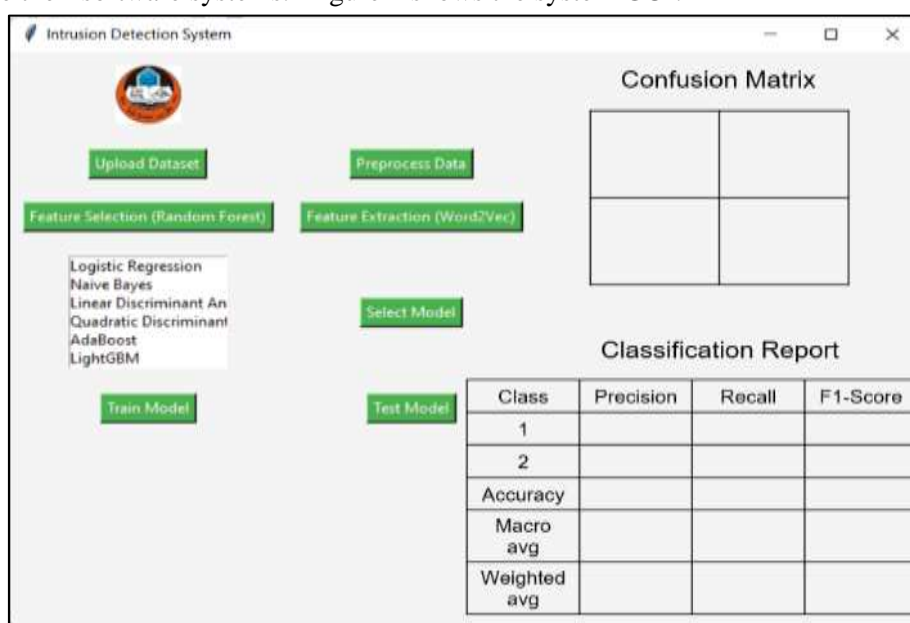 Intrusion Detection System
Upload Dataset
Preprocess Data
Feature Selection (Random Forest)
Feature Extraction (Word2Vec)
Logistic Regression
Naive Bayes
Linear Discriminant An
Quadratic Discriminant
AdaBoost
LightGBM
Select Model
Train Model
Test Model
Confusion Matrix
Classification Report
Class Precision Recall F1-Score
1
2
Accuracy
Macro
avg
Weighted
avg